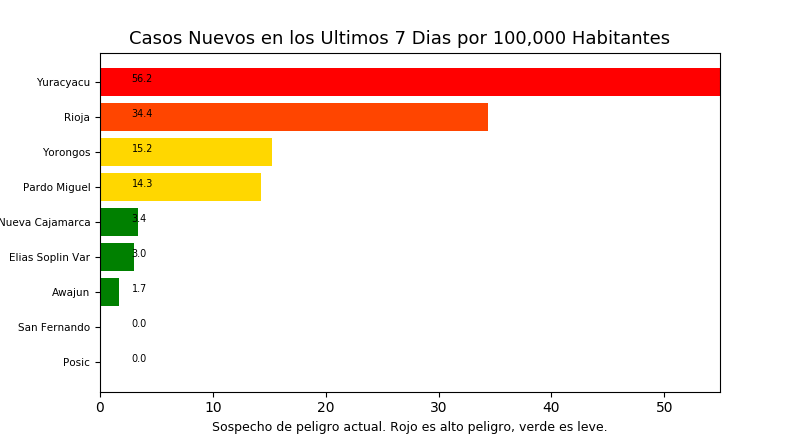 Casos Nuevos en los Ultimos 7 Dias por 100,000 Habitantes
Yuracyacu 56.2
Rioja 34.4
Yorongos 15.2
Pardo Miguel 14.3
Nueva Cajamarca 3.4
Elias Soplin Var 3.0
Awajun 1.7
San Fernando 0.0
Posic 0.0
0 10 20 30 40 50
Sospecho de peligro actual. Rojo es alto peligro, verde es leve.